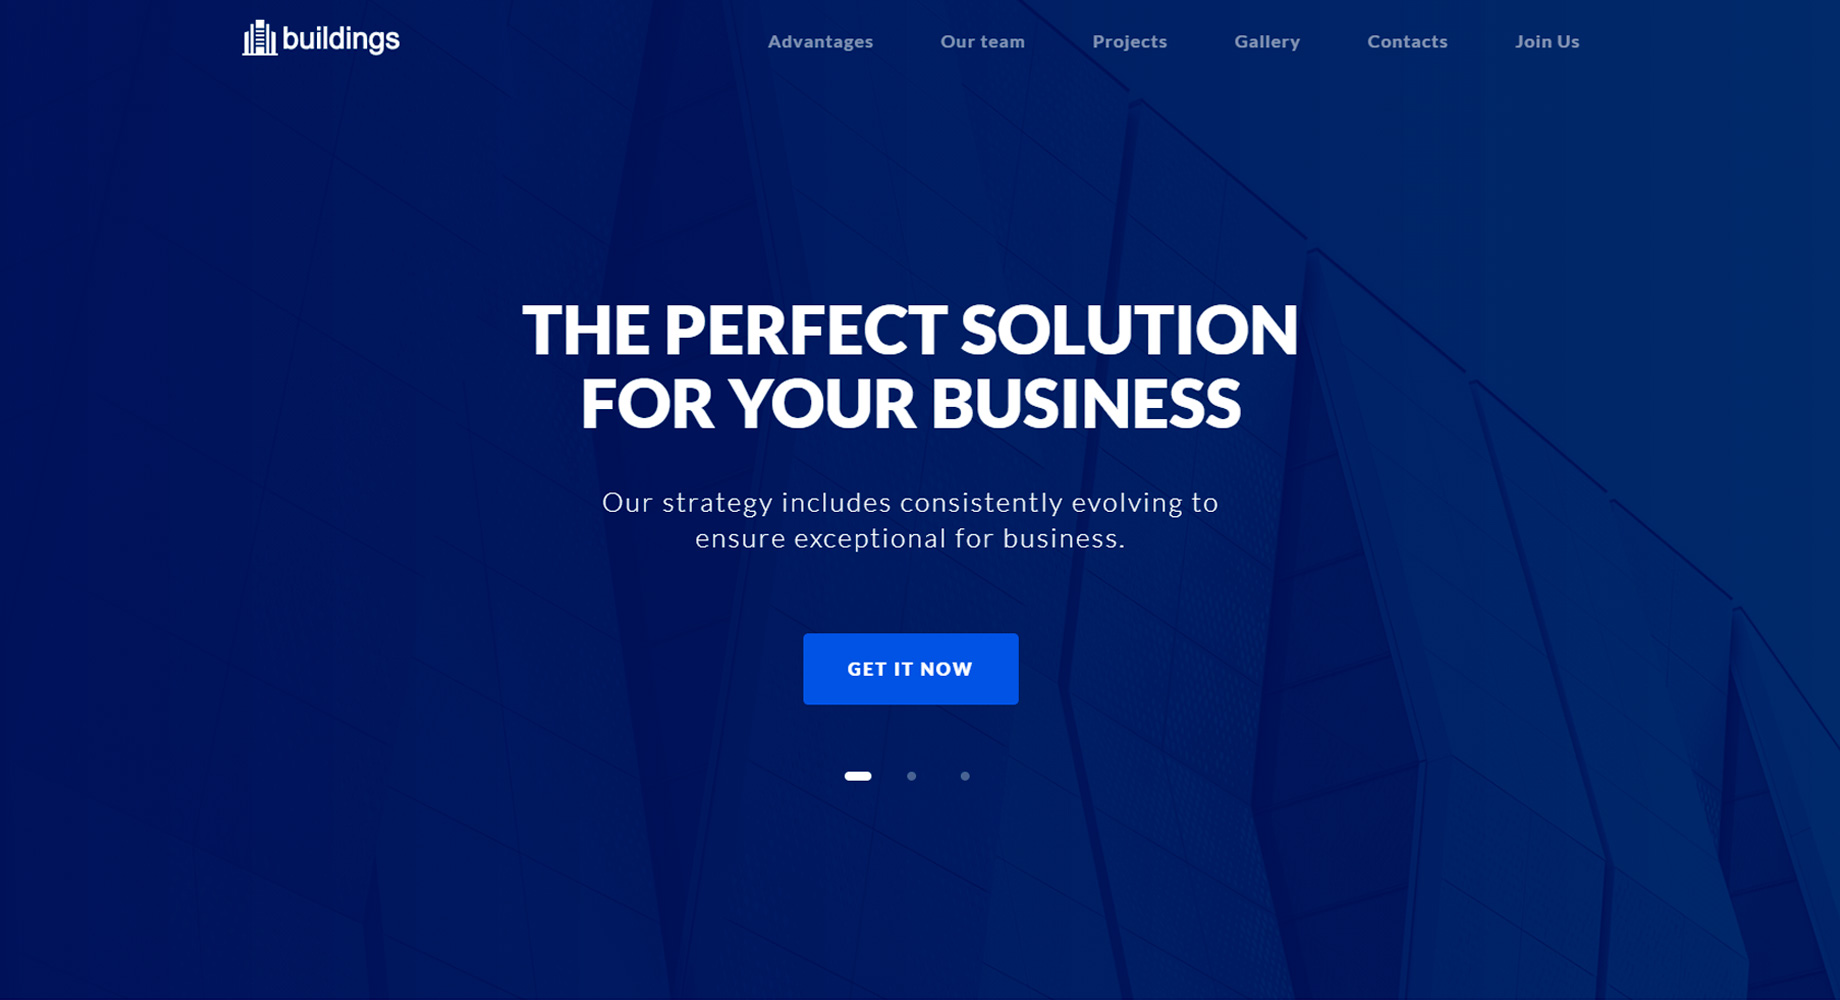 buildings
Advantages Our team Projects Gallery Contacts Join Us
THE PERFECT SOLUTION
FOR YOUR BUSINESS
Our strategy includes consistently evolving to
ensure exceptional for business.
GET IT NOW